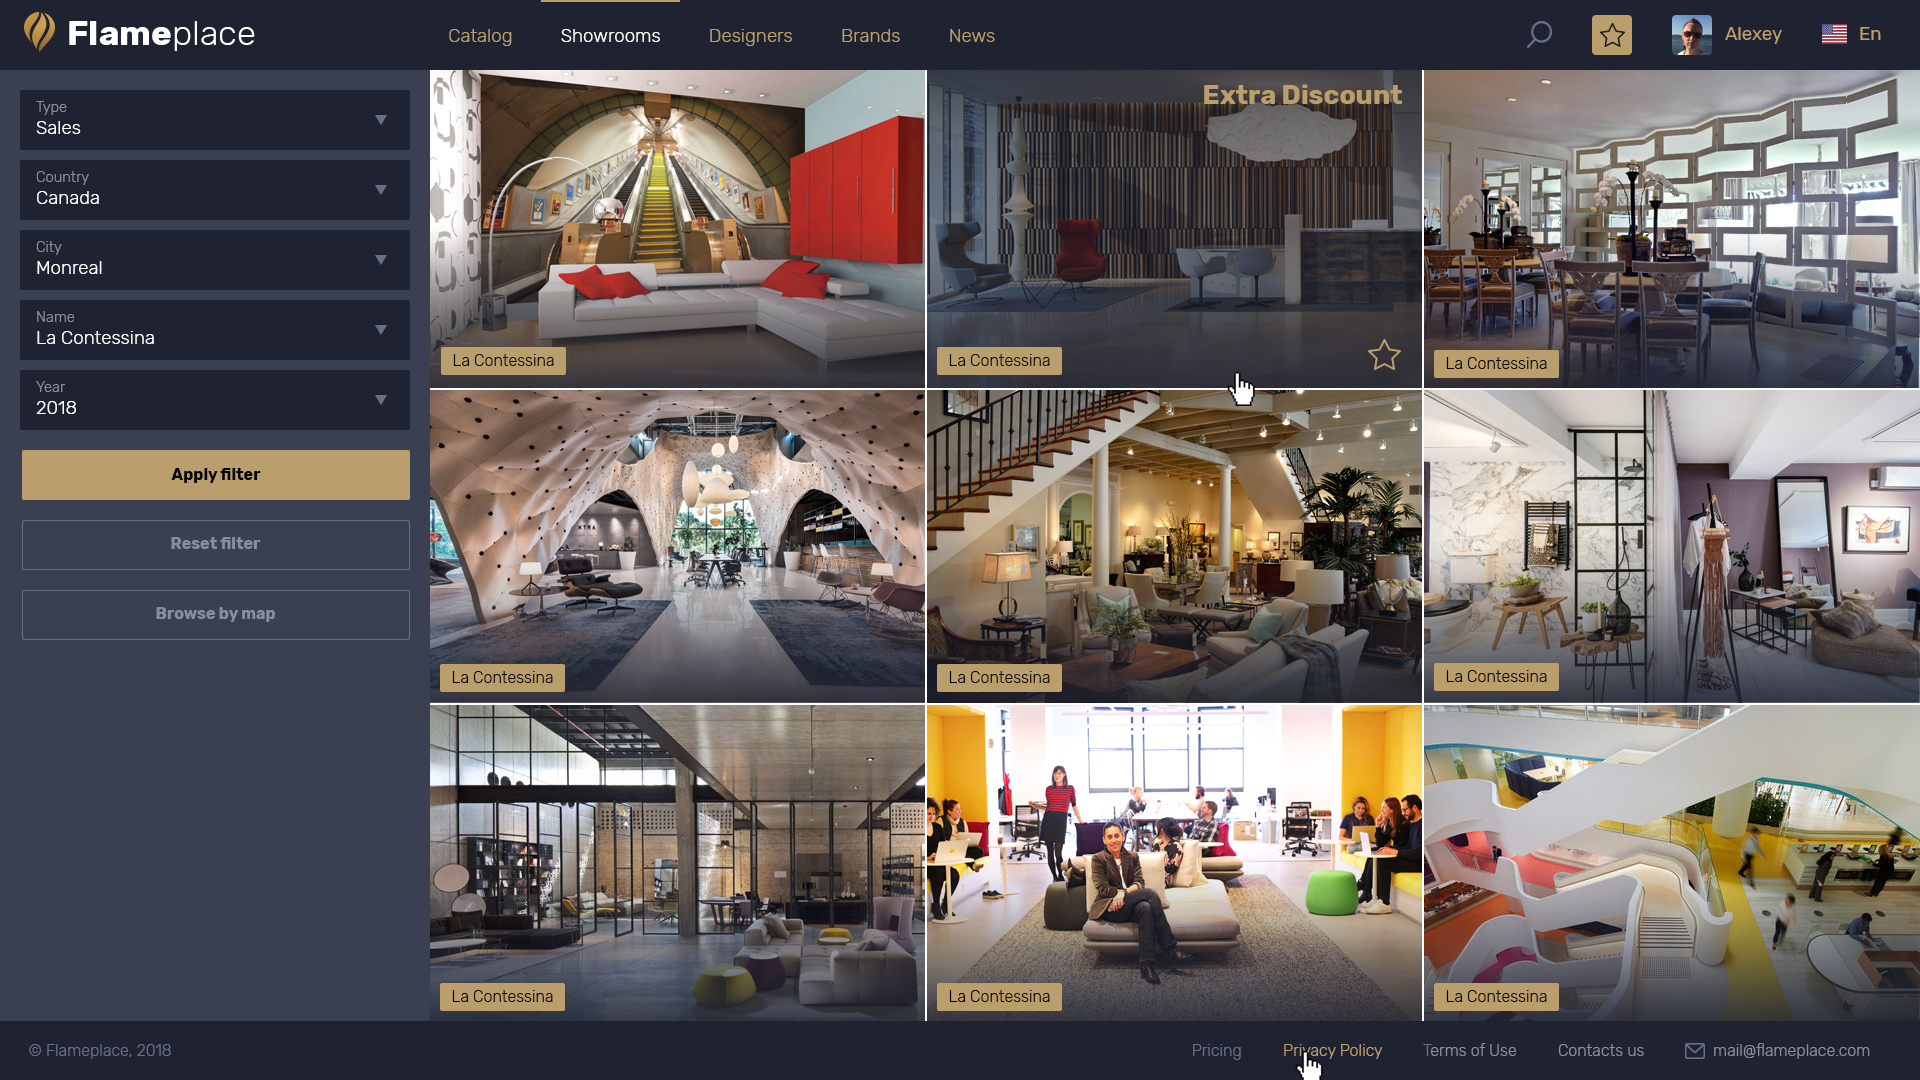 Flameplace
Catalog
Showrooms
Designers
Brands
News
Alexey
En
Type
Sales
Country
Canada
City
Monreal
Name
La Contessina
Year
2018
Apply filter
Reset filter
Browse by map
Extra Discount
La Contessina
La Contessina
La Contessina
XTRA
La Contessina
La Contessina
La Contessina
La Contessina
La Contessina
La Contessina
© Flameplace, 2018
Pricing
Privacy Policy
Terms of Use
Contacts us
mail@flameplace.com